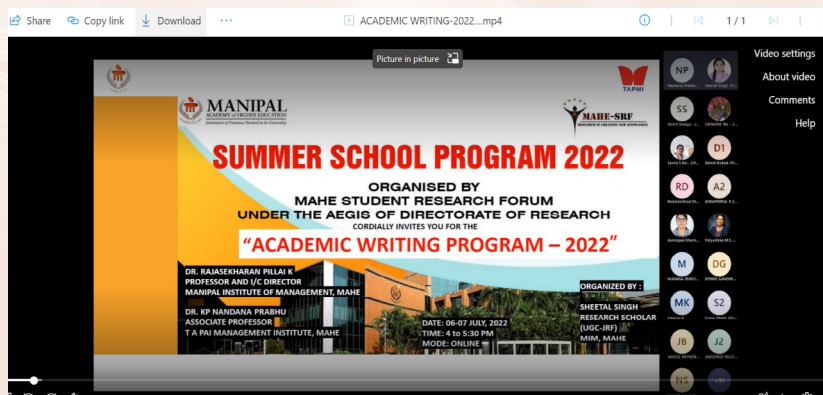 Share Copy link Download ... ACADEMIC WRITING-2022....mp4 1 / 1
Picture in picture
Video settings
About video
Comments
Help
MANIPAL
ACADEMY of HIGHER EDUCATION
TAPMI
MAHE-SRF
SUMMER SCHOOL PROGRAM 2022
ORGANISED BY
MAHE STUDENT RESEARCH FORUM
UNDER THE AEGIS OF DIRECTORATE OF RESEARCH
CORDIALLY INVITES YOU FOR THE
“ACADEMIC WRITING PROGRAM – 2022”
DR. RAJASEKHARAN PILLAI K
PROFESSOR AND I/C DIRECTOR
MANIPAL INSTITUTE OF MANAGEMENT, MAHE
DR. KP NANDANA PRABHU
ASSOCIATE PROFESSOR
T A PAI MANAGEMENT INSTITUTE, MAHE
DATE: 06-07 JULY, 2022
TIME: 4 to 5:30 PM
MODE: ONLINE
ORGANIZED BY :
SHEETAL SINGH
RESEARCH SCHOLAR
(UGC-JRF)
MIM, MAHE
NP
SS
D1
RD A2
M DG
MK S2
JB J2
NS +31